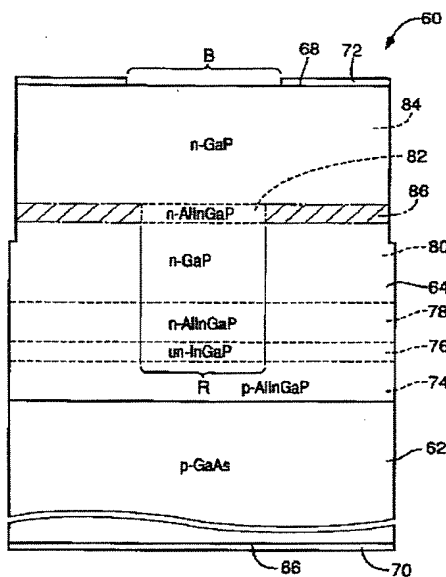 60
B
68
72
84
n-GaP
82
n-AlInGaP
86
80
n-GaP
64
n-AlInGaP
78
un-InGaP
76
R
p-AlInGaP
74
p-GaAs
62
66
70